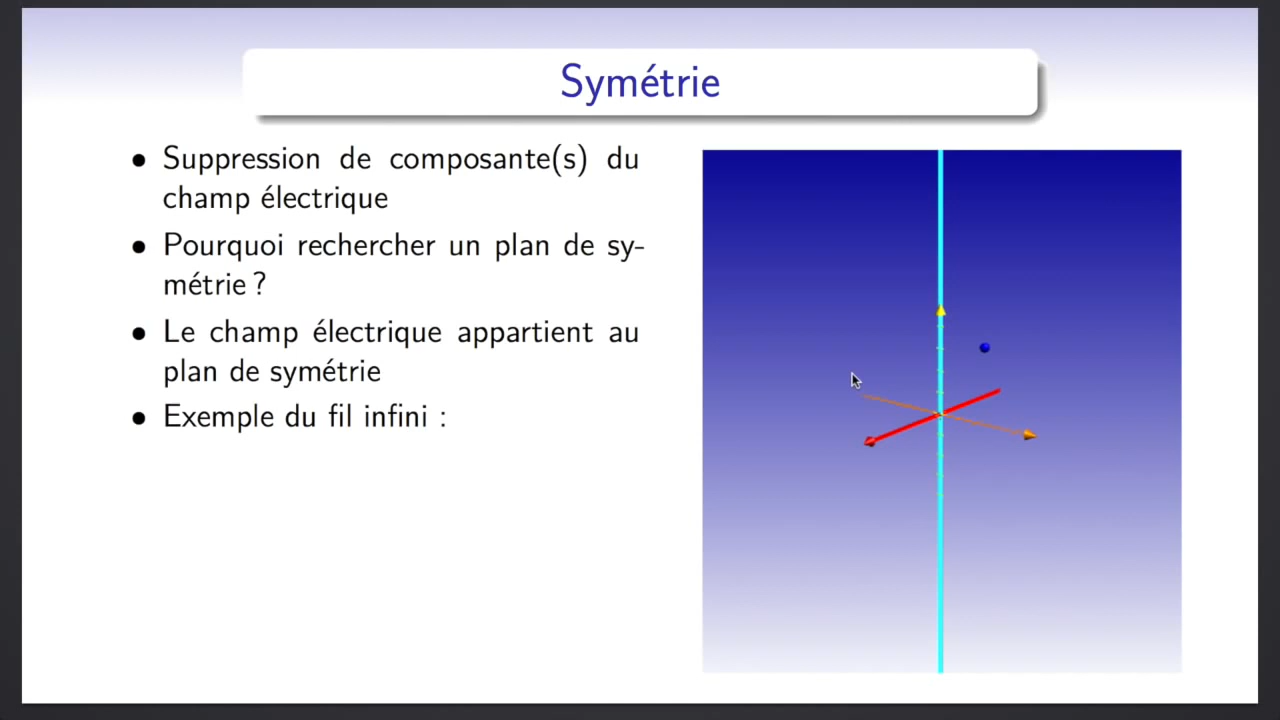 Symétrie
• Suppression de composante(s) du
champ électrique
• Pourquoi rechercher un plan de sy-
métrie ?
• Le champ électrique appartient au
plan de symétrie
• Exemple du fil infini :